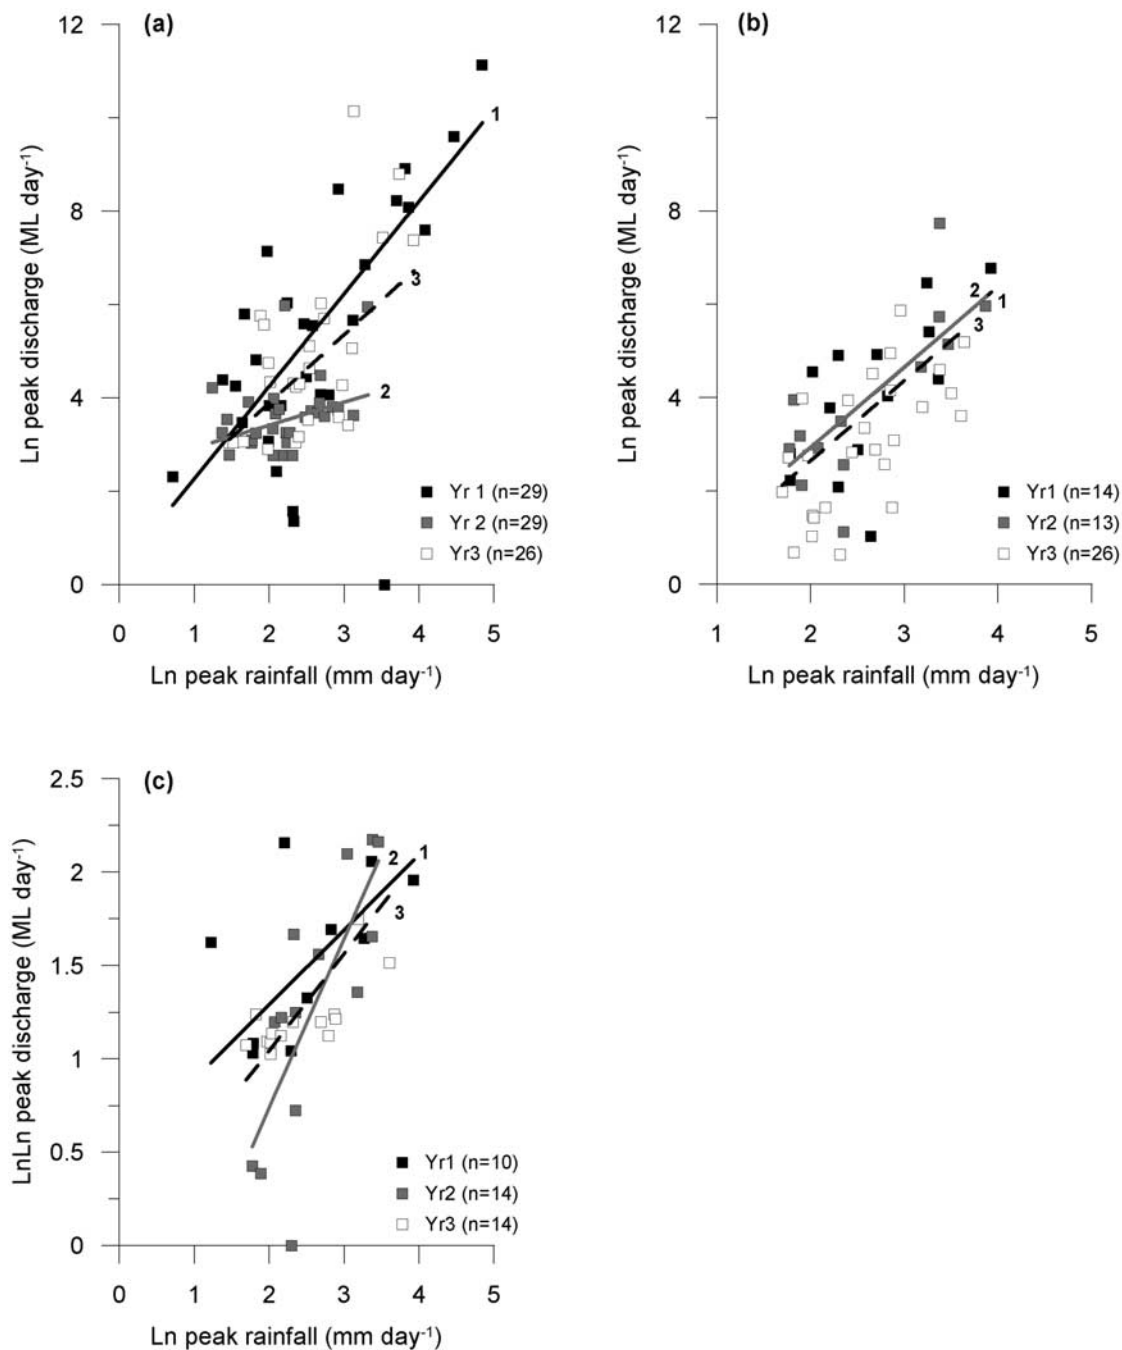 (a)
12
8
4
0
Ln peak discharge (ML day⁻¹)
1
3
2
Yr 1 (n=29)
Yr 2 (n=29)
Yr3 (n=26)
0 1 2 3 4 5
Ln peak rainfall (mm day⁻¹)
(b)
12
8
4
0
Ln peak discharge (ML day⁻¹)
2
1
3
Yr1 (n=14)
Yr2 (n=13)
Yr3 (n=26)
1 2 3 4 5
Ln peak rainfall (mm day⁻¹)
(c)
2.5
2
1.5
1
0.5
0
LnLn peak discharge (ML day⁻¹)
1
2
3
Yr1 (n=10)
Yr2 (n=14)
Yr3 (n=14)
0 1 2 3 4 5
Ln peak rainfall (mm day⁻¹)